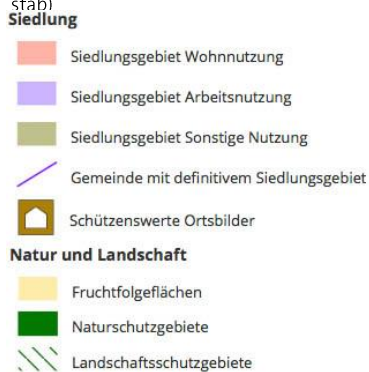 stab)
Siedlung
Siedlungsgebiet Wohnnutzung
Siedlungsgebiet Arbeitsnutzung
Siedlungsgebiet Sonstige Nutzung
Gemeinde mit definitivem Siedlungsgebiet
Schützenswerte Ortsbilder
Natur und Landschaft
Fruchtfolgeflächen
Naturschutzgebiete
Landschaftsschutzgebiete